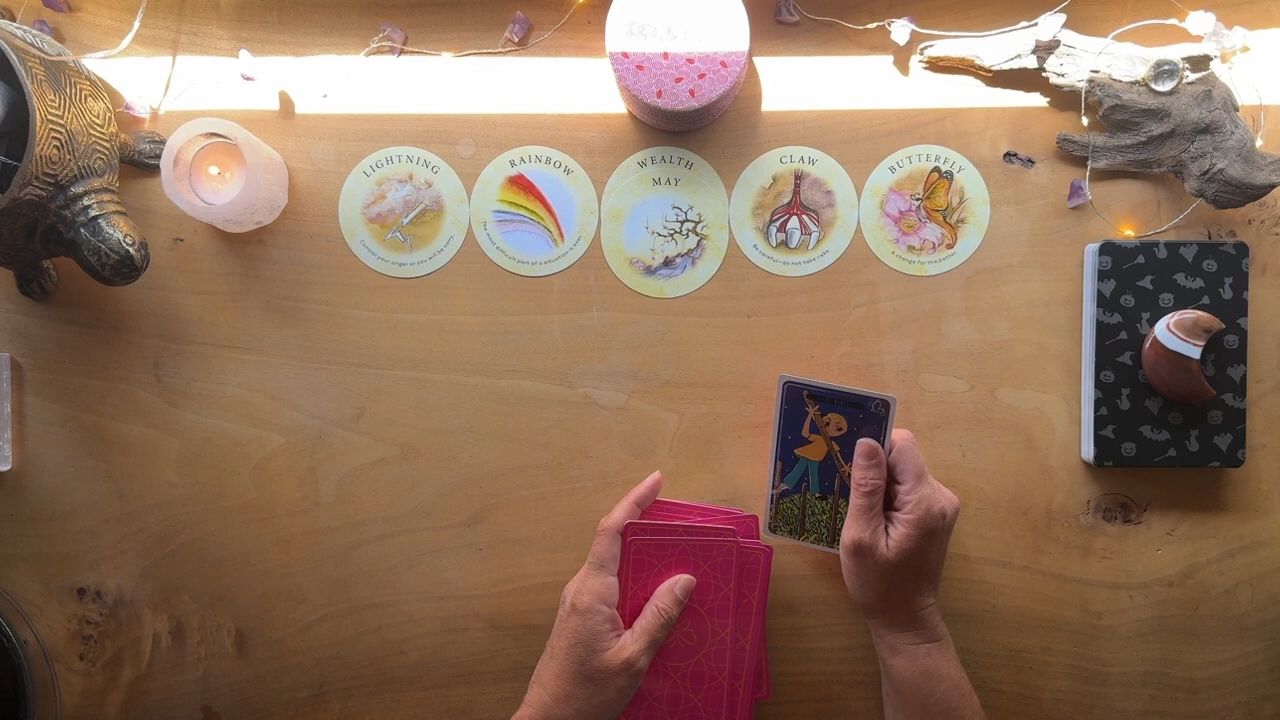 LIGHTNING
Control your anger or you will be sorry.
RAINBOW
The most difficult part of a situation is over.
WEALTH
MAY
CLAW
Be careful—do not take risks.
BUTTERFLY
A change for the better.